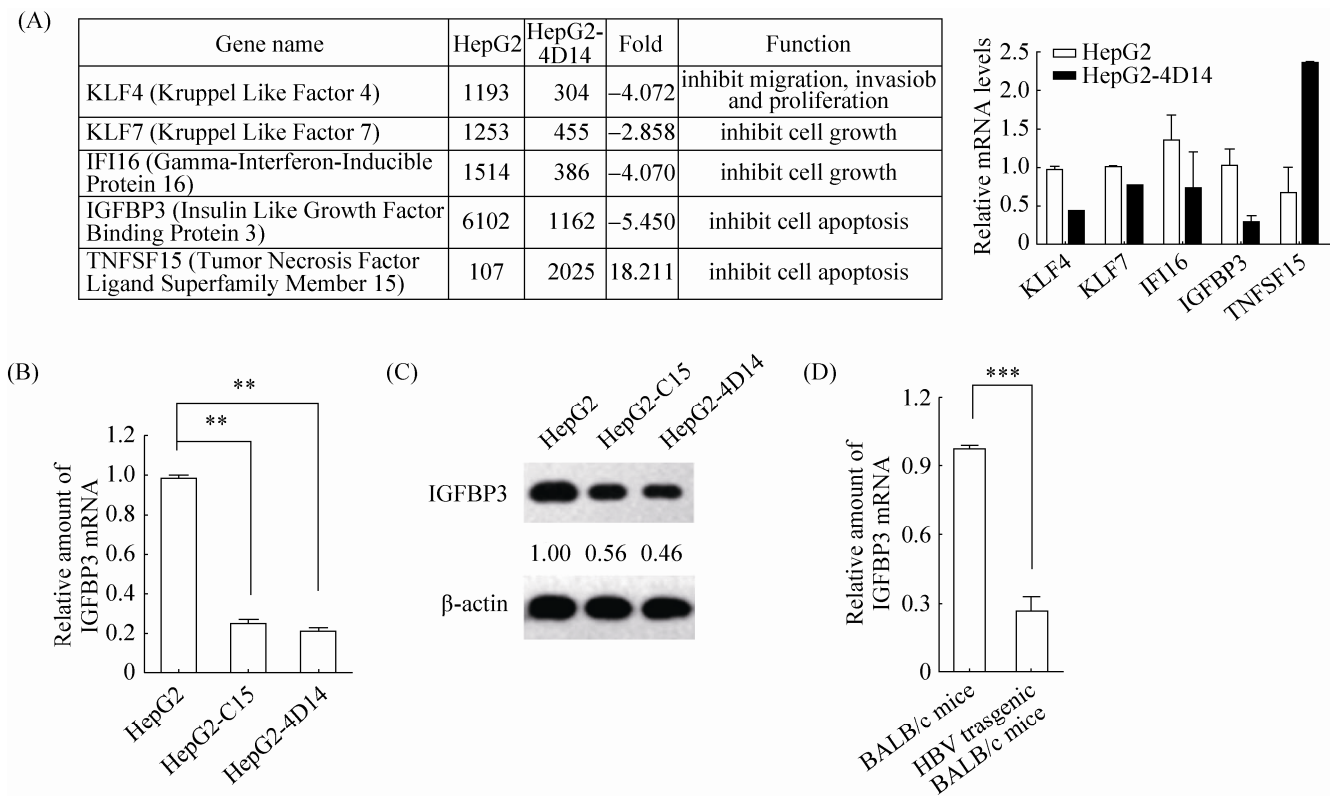 (A)
Gene name HepG2 HepG2-4D14 Fold Function
KLF4 (Kruppel Like Factor 4) 1193 304 –4.072 inhibit migration, invasiob
and proliferation
KLF7 (Kruppel Like Factor 7) 1253 455 –2.858 inhibit cell growth
IFI16 (Gamma-Interferon-Inducible
Protein 16) 1514 386 –4.070 inhibit cell growth
IGFBP3 (Insulin Like Growth Factor
Binding Protein 3) 6102 1162 –5.450 inhibit cell apoptosis
TNFSF15 (Tumor Necrosis Factor
Ligand Superfamily Member 15) 107 2025 18.211 inhibit cell apoptosis
Relative mRNA levels
2.5
2.0
1.5
1.0
0.5
0
HepG2
HepG2-4D14
KLF4
KLF7
IFI16
IGFBP3
TNFSF15
(B)
Relative amount of
IGFBP3 mRNA
1.2
1.0
0.8
0.6
0.4
0.2
0
**
**
HepG2
HepG2-C15
HepG2-4D14
(C)
HepG2
HepG2-C15
HepG2-4D14
IGFBP3
1.00 0.56 0.46
β-actin
(D)
Relative amount of
IGFBP3 mRNA
1.2
0.9
0.6
0.3
0
***
BALB/c mice
HBV trasgenic
BALB/c mice